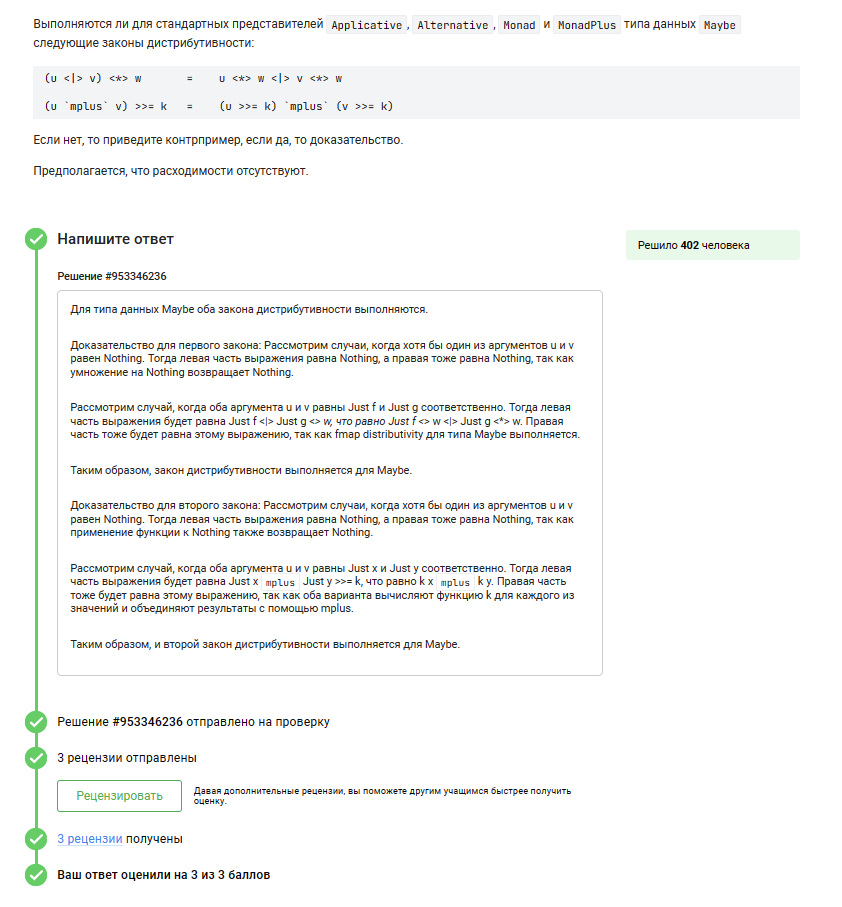 Выполняются ли для стандартных представителей Applicative, Alternative, Monad и MonadPlus типа данных Maybe
следующие законы дистрибутивности:
(u <|> v) <*> w = u <*> w <|> v <*> w
(u `mplus` v) >>= k = (u >>= k) `mplus` (v >>= k)
Если нет, то приведите контрпример, если да, то доказательство.
Предполагается, что расходимости отсутствуют.
Напишите ответ
Решило 402 человека
Решение #953346236
Для типа данных Maybe оба закона дистрибутивности выполняются.
Доказательство для первого закона: Рассмотрим случаи, когда хотя бы один из аргументов u и v
равен Nothing. Тогда левая часть выражения равна Nothing, а правая тоже равна Nothing, так как
умножение на Nothing возвращает Nothing.
Рассмотрим случай, когда оба аргумента u и v равны Just f и Just g соответственно. Тогда левая
часть выражения будет равна Just f <|> Just g <> w, что равно Just f <> w <|> Just g <*> w. Правая
часть тоже будет равна этому выражению, так как fmap distributivity для типа Maybe выполняется.
Таким образом, закон дистрибутивности выполняется для Maybe.
Доказательство для второго закона: Рассмотрим случаи, когда хотя бы один из аргументов u и v
равен Nothing. Тогда левая часть выражения равна Nothing, а правая тоже равна Nothing, так как
применение функции к Nothing также возвращает Nothing.
Рассмотрим случай, когда оба аргумента u и v равны Just x и Just y соответственно. Тогда левая
часть выражения будет равна Just x mplus Just y >>= k, что равно k x mplus k y. Правая часть
тоже будет равна этому выражению, так как оба варианта вычисляют функцию k для каждого из
значений и объединяют результаты с помощью mplus.
Таким образом, и второй закон дистрибутивности выполняется для Maybe.
Решение #953346236 отправлено на проверку
3 рецензии отправлены
Рецензировать
Давая дополнительные рецензии, вы поможете другим учащимся быстрее получить
оценку.
3 рецензии получены
Ваш ответ оценили на 3 из 3 баллов